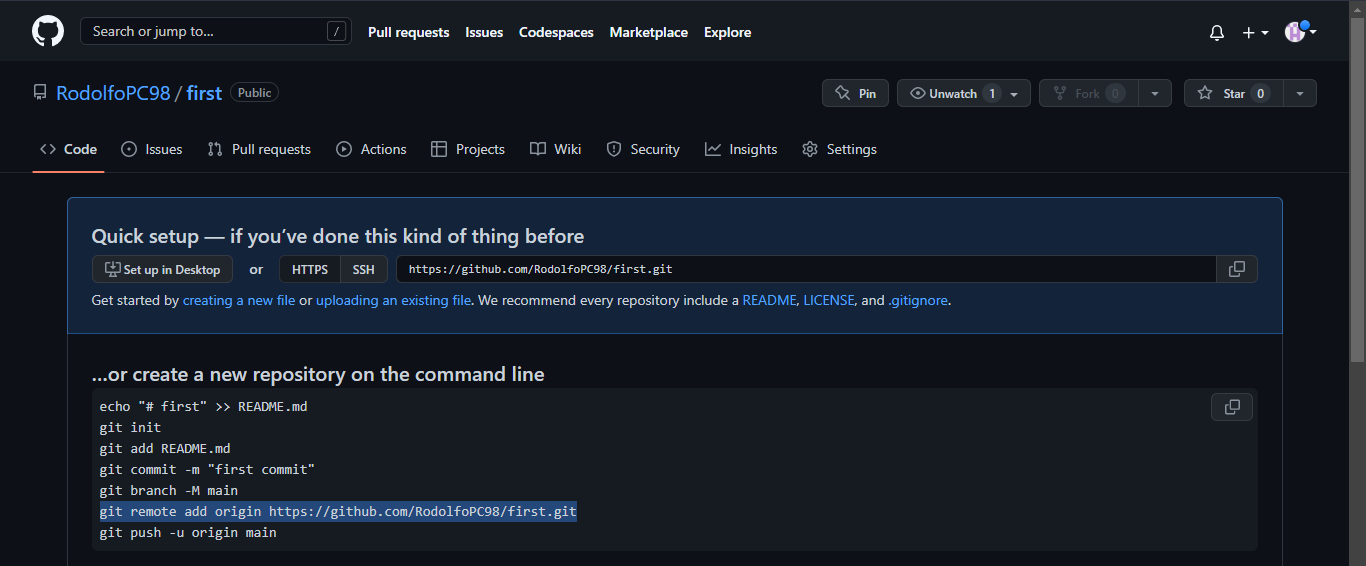 Search or jump to... / Pull requests Issues Codespaces Marketplace Explore
RodolfoPC98 / first Public Pin Unwatch 1 Fork 0 Star 0
Code Issues Pull requests Actions Projects Wiki Security Insights Settings
Quick setup — if you’ve done this kind of thing before
Set up in Desktop or HTTPS SSH https://github.com/RodolfoPC98/first.git
Get started by creating a new file or uploading an existing file. We recommend every repository include a README, LICENSE, and .gitignore.
...or create a new repository on the command line
echo "# first" >> README.md
git init
git add README.md
git commit -m "first commit"
git branch -M main
git remote add origin https://github.com/RodolfoPC98/first.git
git push -u origin main